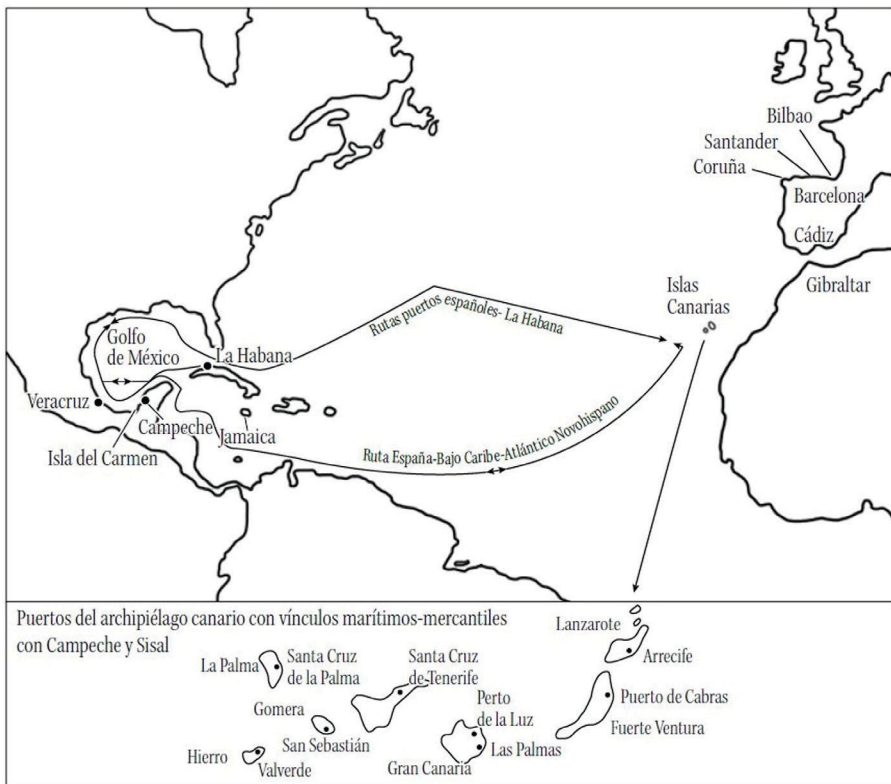 Bilbao
Santander
Coruña
Barcelona
Cádiz
Gibraltar
Islas
Canarias
Rutas puertos españoles- La Habana
Golfo
de México
La Habana
Veracruz
Campeche
Jamaica
Isla del Carmen
Ruta España-Bajo Caribe-Atlántico Novohispano
Puertos del archipiélago canario con vínculos marítimos-mercantiles
con Campeche y Sisal
Lanzarote
Arrecife
La Palma
Santa Cruz
de la Palma
Santa Cruz
de Tenerife
Gomera
San Sebastián
Perto
de la Luz
Puerto de Cabras
Fuerte Ventura
Hierro
Valverde
Las Palmas
Gran Canaria